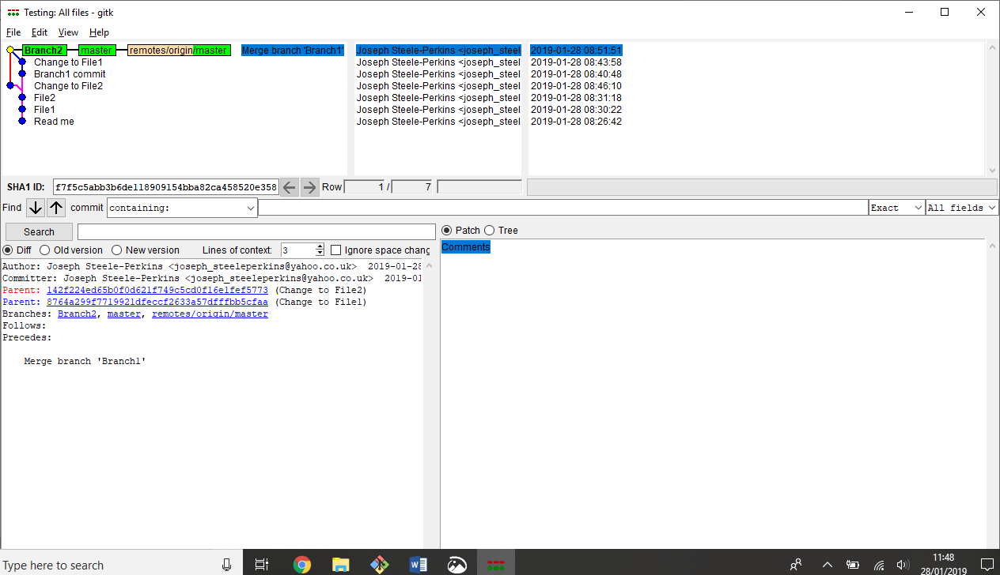 Testing: All files - gitk
File Edit View Help
Branch2 master remotes/origin/master Merge branch 'Branch1' Joseph Steele-Perkins <joseph_steel 2019-01-28 08:51:51
Change to File1 Joseph Steele-Perkins <joseph_steel 2019-01-28 08:43:58
Branch1 commit Joseph Steele-Perkins <joseph_steel 2019-01-28 08:40:48
Change to File2 Joseph Steele-Perkins <joseph_steel 2019-01-28 08:46:10
File2 Joseph Steele-Perkins <joseph_steel 2019-01-28 08:31:18
File1 Joseph Steele-Perkins <joseph_steel 2019-01-28 08:30:22
Read me Joseph Steele-Perkins <joseph_steel 2019-01-28 08:26:42
SHA1 ID: f7f5c5abb3b6de118909154bba82ca458520e358 Row 1 / 7
Find commit containing: Exact All fields
Search Patch Tree
Diff Old version New version Lines of context: 3 Ignore space chang
Comments
Author: Joseph Steele-Perkins <joseph_steeleperkins@yahoo.co.uk> 2019-01-28
Committer: Joseph Steele-Perkins <joseph_steeleperkins@yahoo.co.uk> 2019-01
Parent: 142f224ed65b0f0d621f749c5cd0f16e1fef5773 (Change to File2)
Parent: 8764a299f7719921dfeccf2633a57dfffbb5cfaa (Change to File1)
Branches: Branch2, master, remotes/origin/master
Follows:
Precedes:
Merge branch 'Branch1'
Type here to search
11:48
28/01/2019